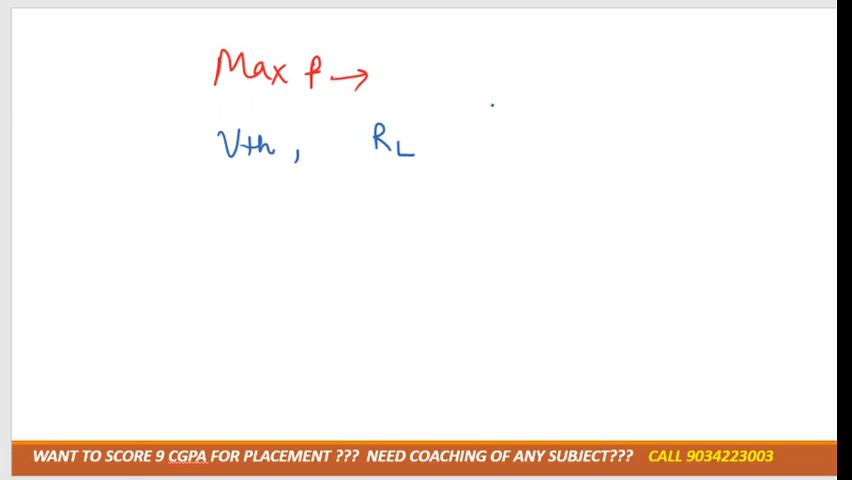 Max P →
Vth, RL
WANT TO SCORE 9 CGPA FOR PLACEMENT ??? NEED COACHING OF ANY SUBJECT??? CALL 9034223003